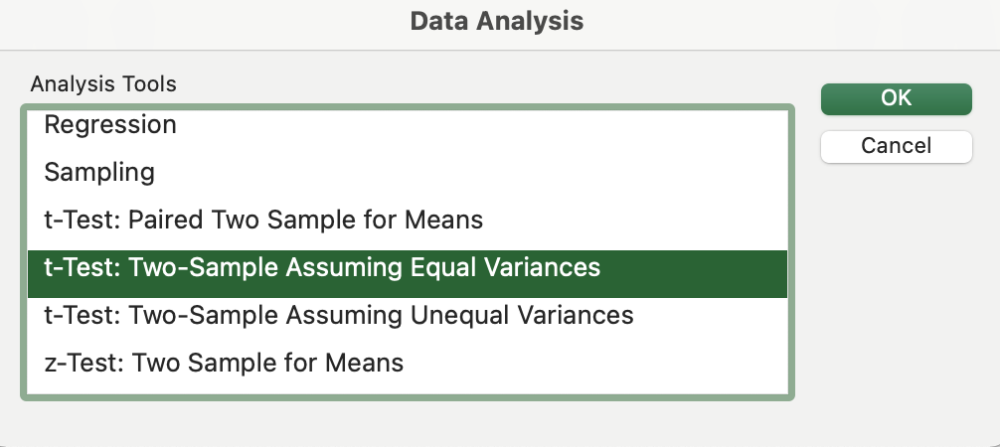 Data Analysis
Analysis Tools
Regression
Sampling
t-Test: Paired Two Sample for Means
t-Test: Two-Sample Assuming Equal Variances
t-Test: Two-Sample Assuming Unequal Variances
z-Test: Two Sample for Means
OK
Cancel